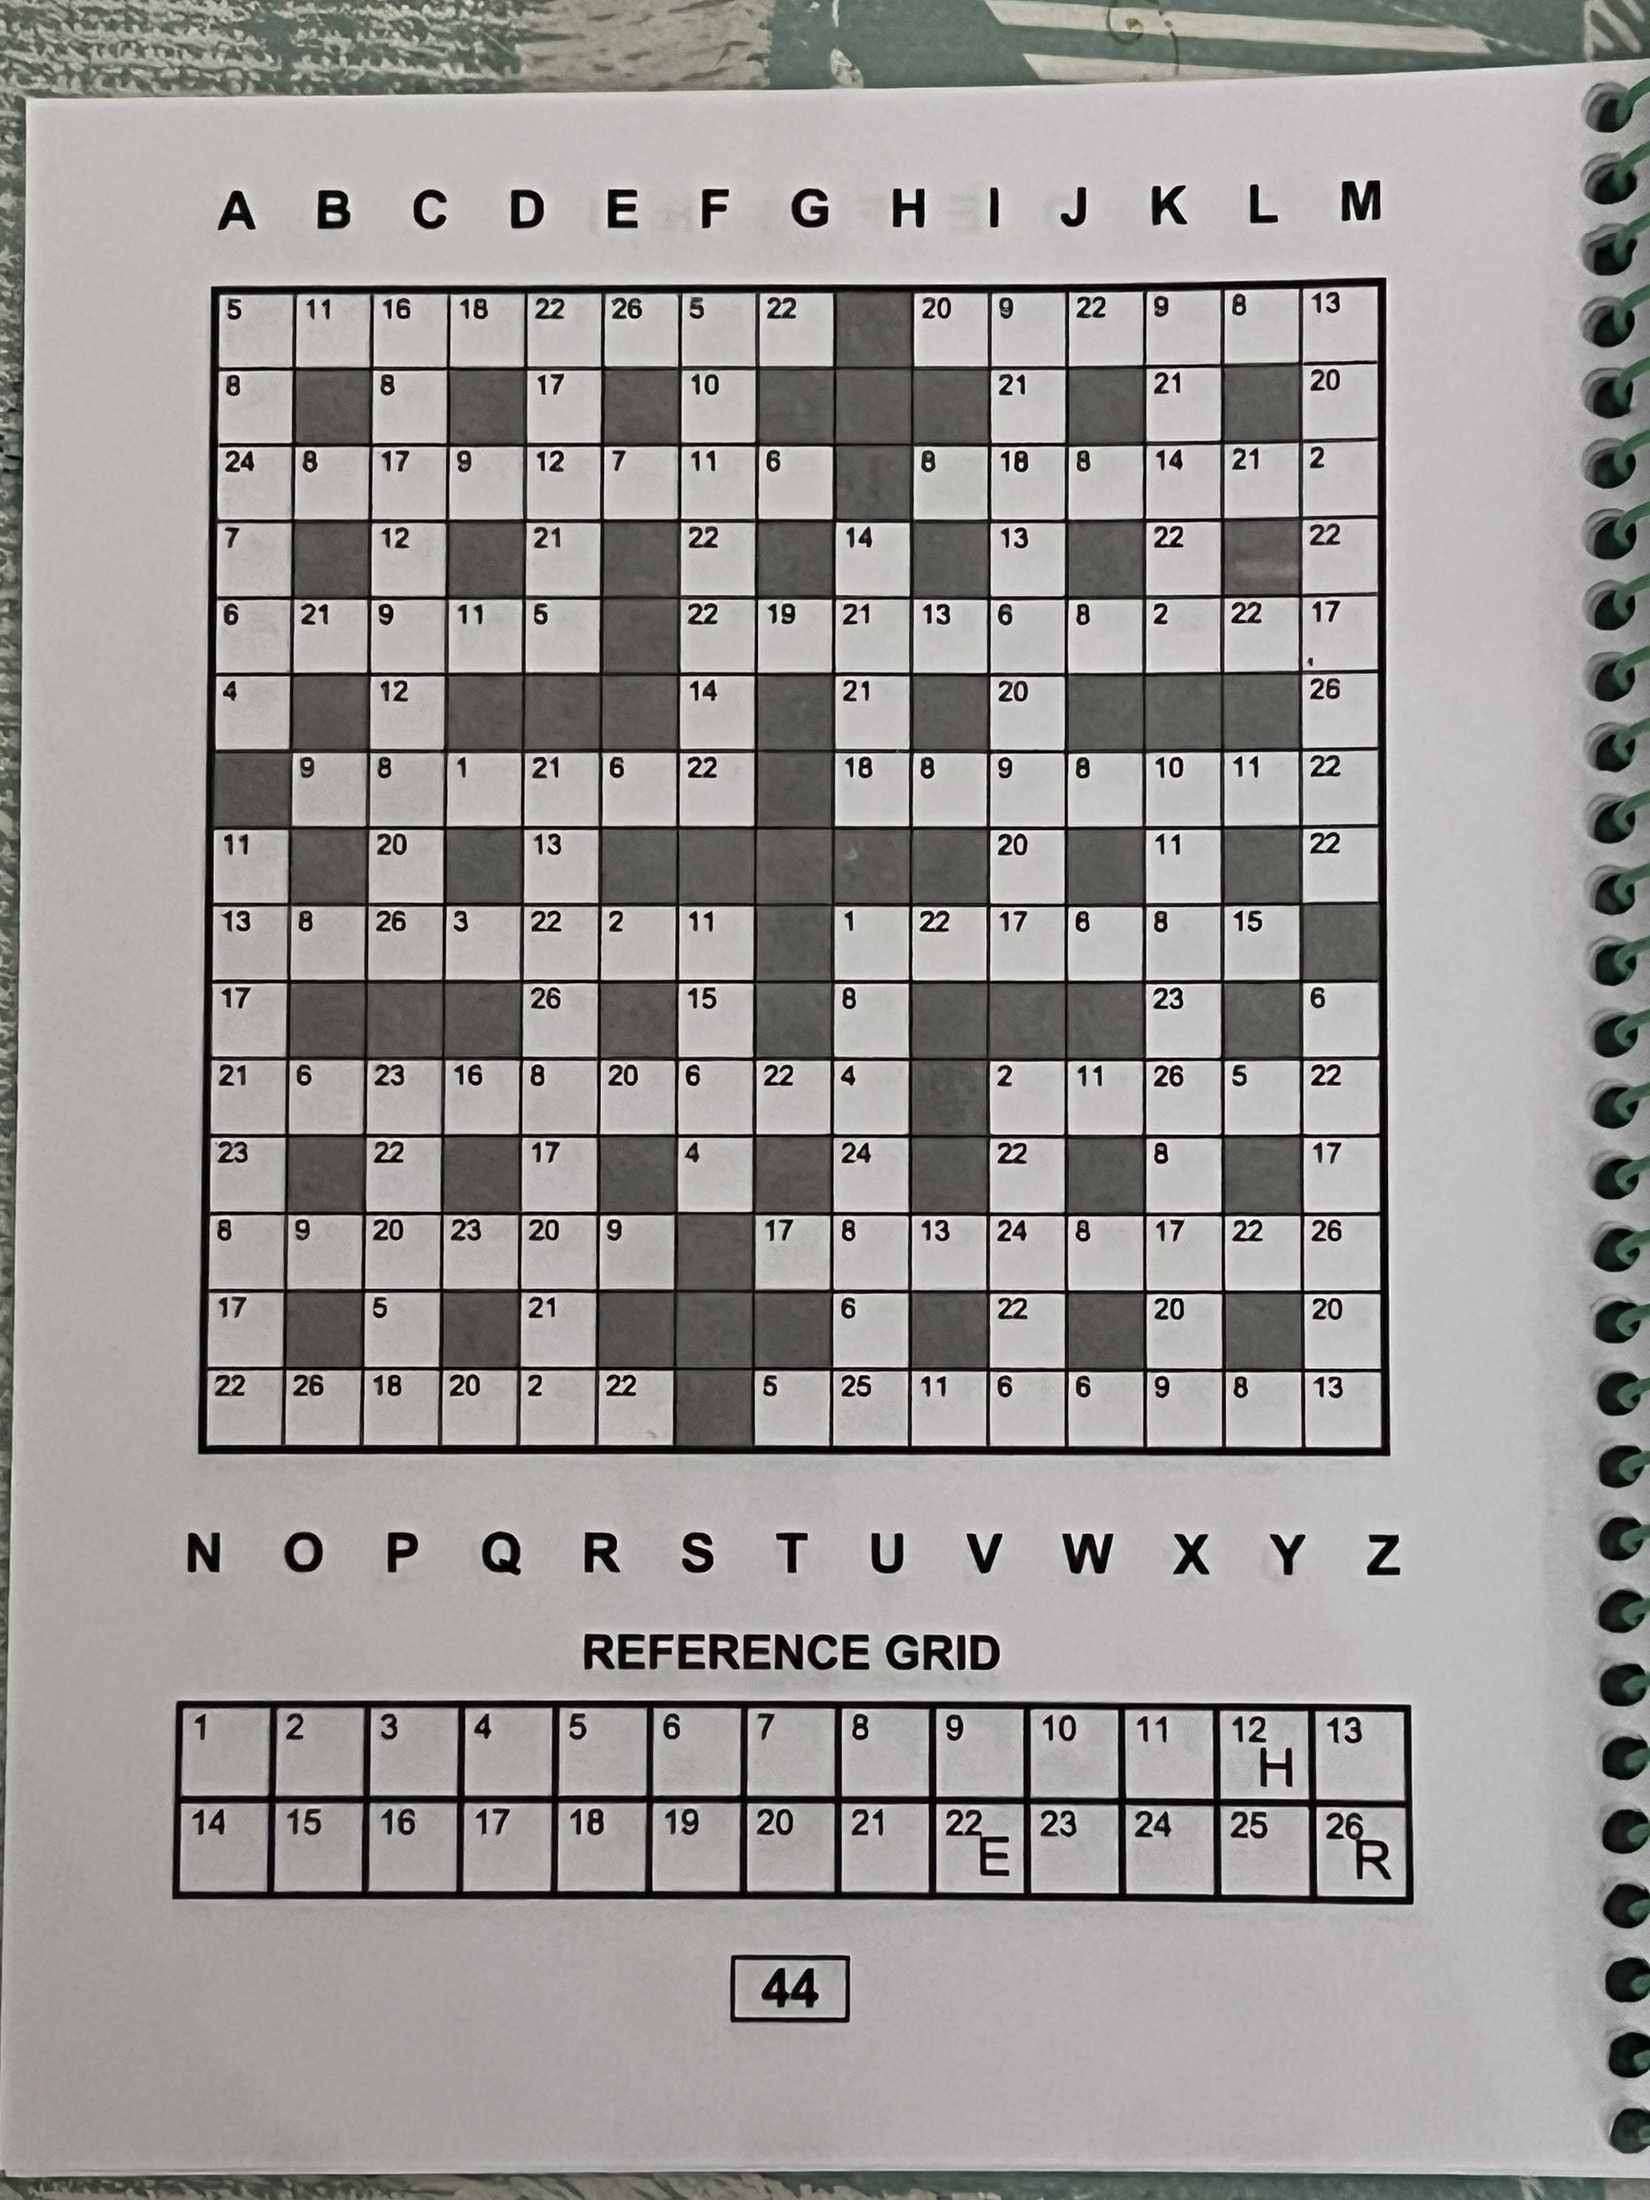 A B C D E F G H I J K L M
5 11 16 18 22 26 5 22 20 9 22 9 8 13
8 8 17 10 21 21 20
24 8 17 9 12 7 11 6 8 18 8 14 21 2
7 12 21 22 14 13 22 22
6 21 9 11 5 22 19 21 13 6 8 2 22 17
4 12 14 21 20 26
9 8 1 21 6 22 18 8 9 8 10 11 22
11 20 13 20 11 22
13 8 26 3 22 2 11 1 22 17 6 8 15
17 26 15 8 23 6
21 6 23 16 8 20 6 22 4 2 11 26 5 22
23 22 17 4 24 22 8 17
8 9 20 23 20 9 17 8 13 24 8 17 22 26
17 5 21 6 22 20 20
22 26 18 20 2 22 5 25 11 6 6 9 8 13
N O P Q R S T U V W X Y Z
REFERENCE GRID
1 2 3 4 5 6 7 8 9 10 11 12 H 13
14 15 16 17 18 19 20 21 22 E 23 24 25 26 R
44